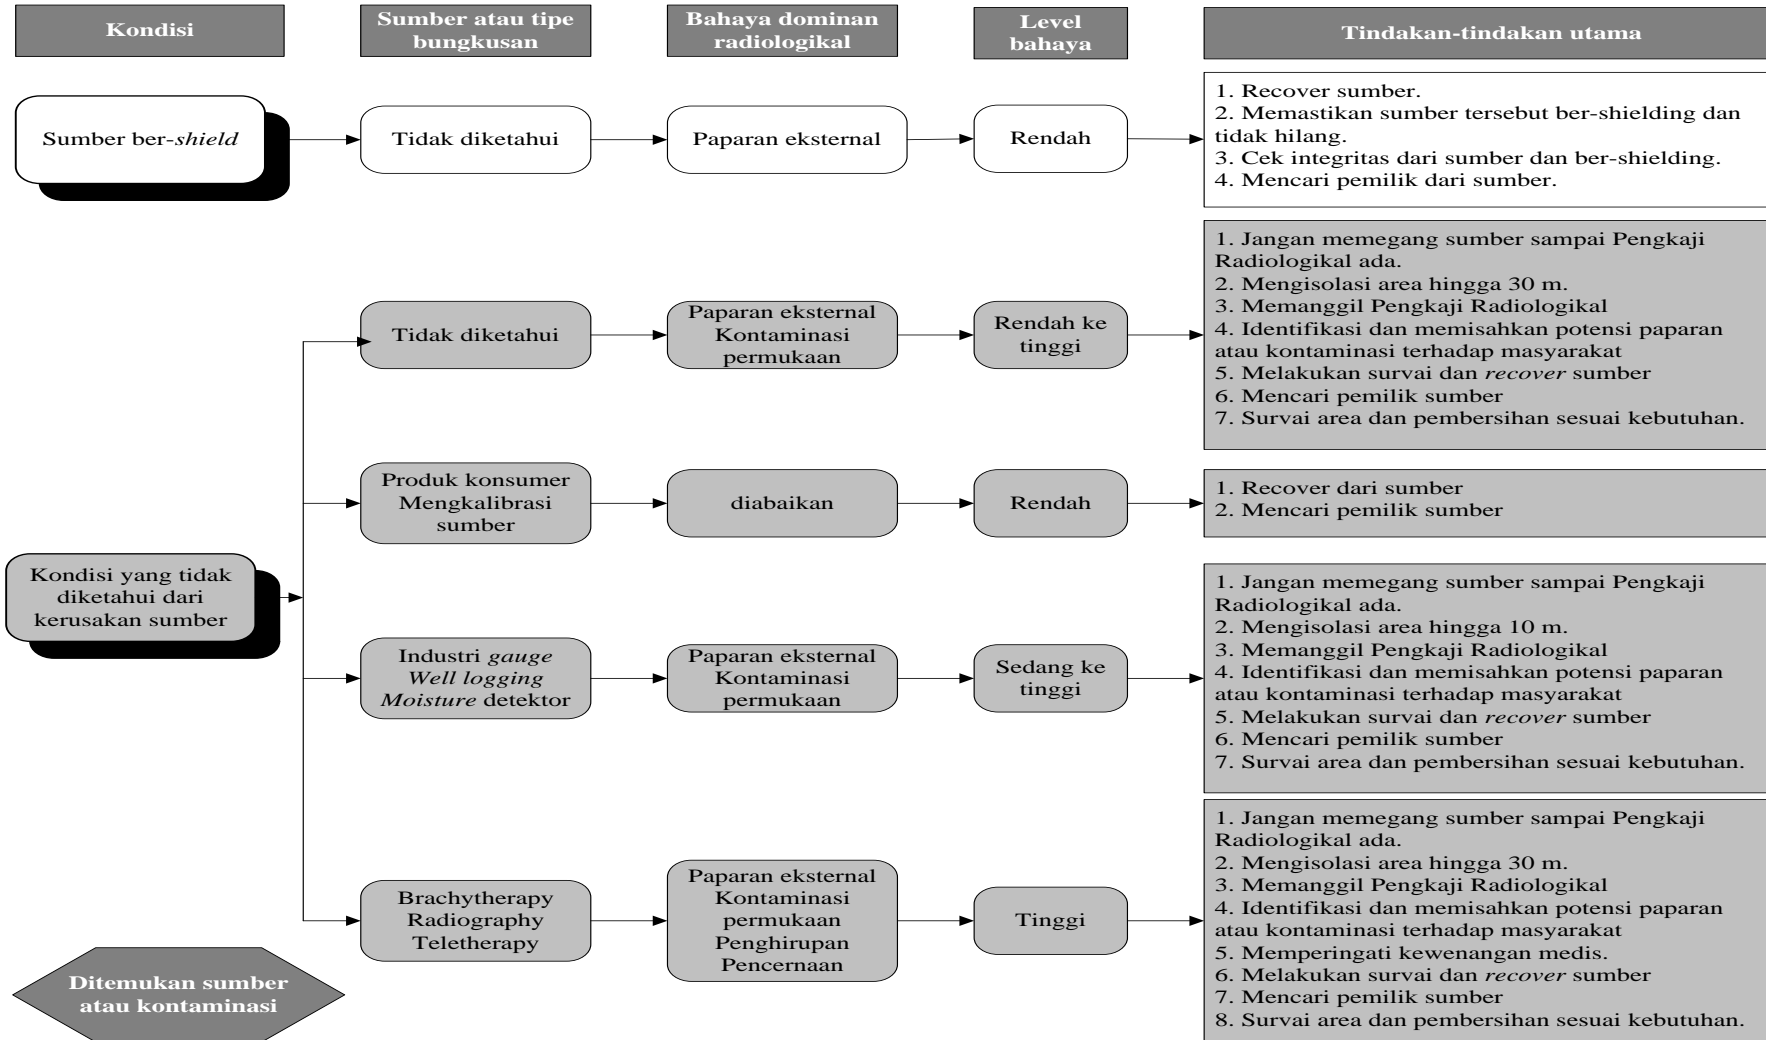 Kondisi
Sumber atau tipe
bungkusan
Bahaya dominan
radiologikal
Level
bahaya
Tindakan-tindakan utama
Sumber ber-shield
Tidak diketahui
Paparan eksternal
Rendah
1. Recover sumber.
2. Memastikan sumber tersebut ber-shielding dan
tidak hilang.
3. Cek integritas dari sumber dan ber-shielding.
4. Mencari pemilik dari sumber.
Kondisi yang tidak
diketahui dari
kerusakan sumber
Tidak diketahui
Paparan eksternal
Kontaminasi
permukaan
Rendah ke
tinggi
1. Jangan memegang sumber sampai Pengkaji
Radiologikal ada.
2. Mengisolasi area hingga 30 m.
3. Memanggil Pengkaji Radiologikal
4. Identifikasi dan memisahkan potensi paparan
atau kontaminasi terhadap masyarakat
5. Melakukan survai dan recover sumber
6. Mencari pemilik sumber
7. Survai area dan pembersihan sesuai kebutuhan.
Produk konsumer
Mengkalibrasi
sumber
diabaikan
Rendah
1. Recover dari sumber
2. Mencari pemilik sumber
Industri gauge
Well logging
Moisture detektor
Paparan eksternal
Kontaminasi
permukaan
Sedang ke
tinggi
1. Jangan memegang sumber sampai Pengkaji
Radiologikal ada.
2. Mengisolasi area hingga 10 m.
3. Memanggil Pengkaji Radiologikal
4. Identifikasi dan memisahkan potensi paparan
atau kontaminasi terhadap masyarakat
5. Melakukan survai dan recover sumber
6. Mencari pemilik sumber
7. Survai area dan pembersihan sesuai kebutuhan.
Brachytherapy
Radiography
Teletherapy
Paparan eksternal
Kontaminasi
permukaan
Penghirupan
Pencernaan
Tinggi
1. Jangan memegang sumber sampai Pengkaji
Radiologikal ada.
2. Mengisolasi area hingga 30 m.
3. Memanggil Pengkaji Radiologikal
4. Identifikasi dan memisahkan potensi paparan
atau kontaminasi terhadap masyarakat
5. Memperingati kewenangan medis.
6. Melakukan survai dan recover sumber
7. Mencari pemilik sumber
8. Survai area dan pembersihan sesuai kebutuhan.
Ditemukan sumber
atau kontaminasi